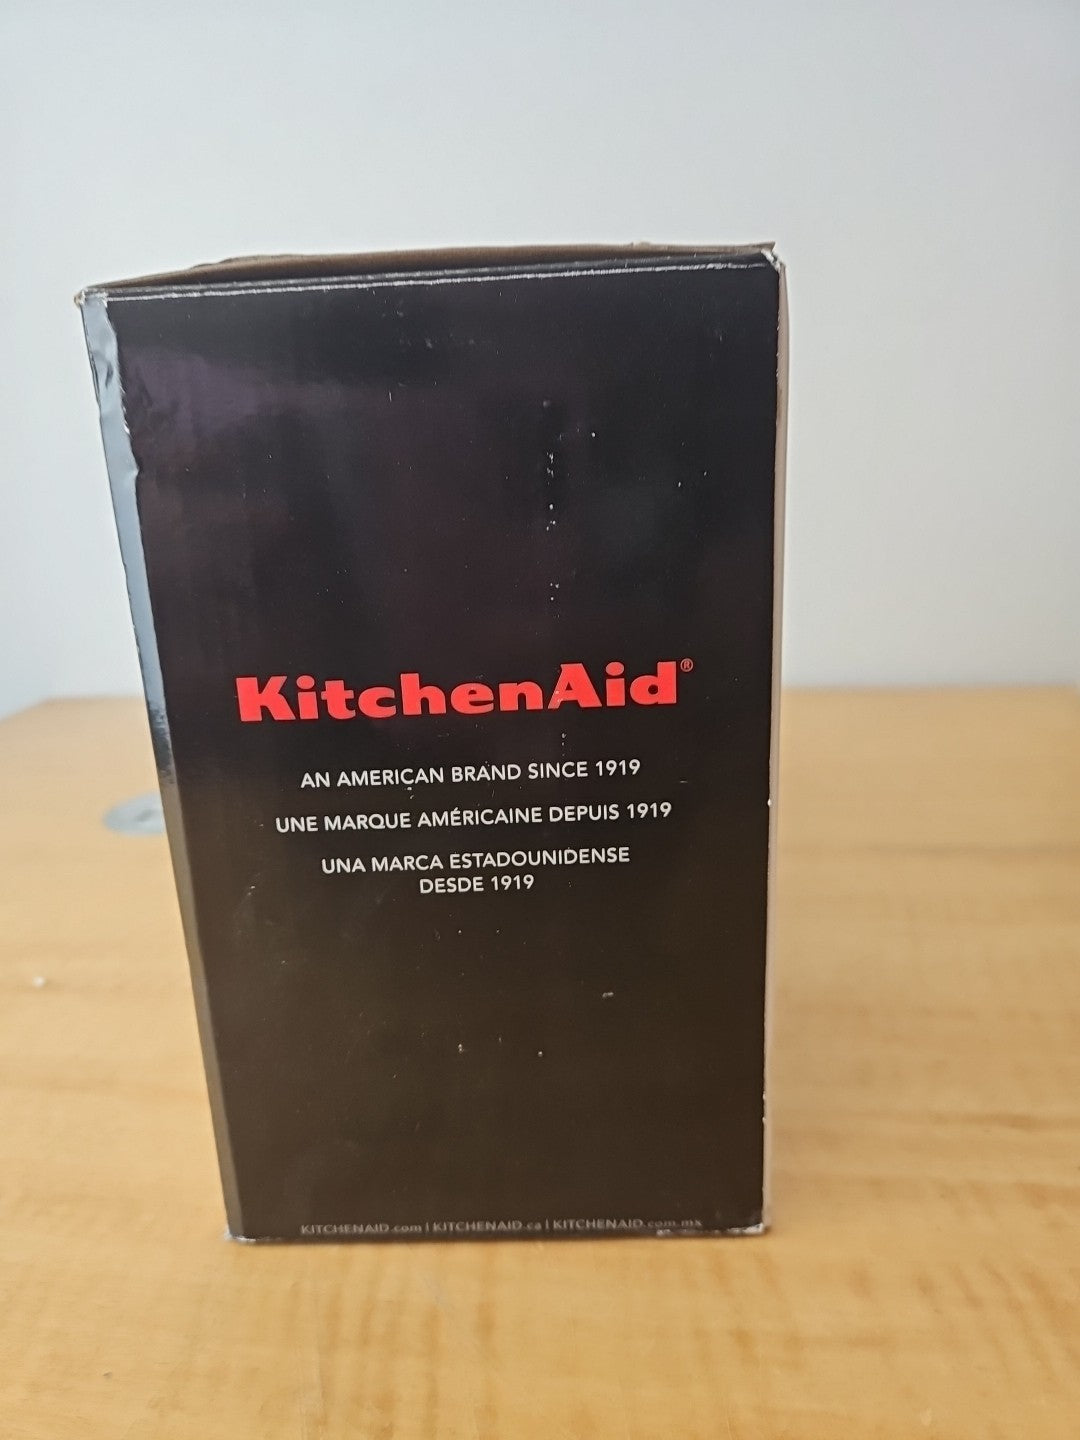 KitchenAid®
AN AMERICAN BRAND SINCE 1919
UNE MARQUE AMÉRICAINE DEPUIS 1919
UNA MARCA ESTADOUNIDENSE
DESDE 1919
KITCHENAID.com | KITCHENAID.ca | KITCHENAID.com.mx